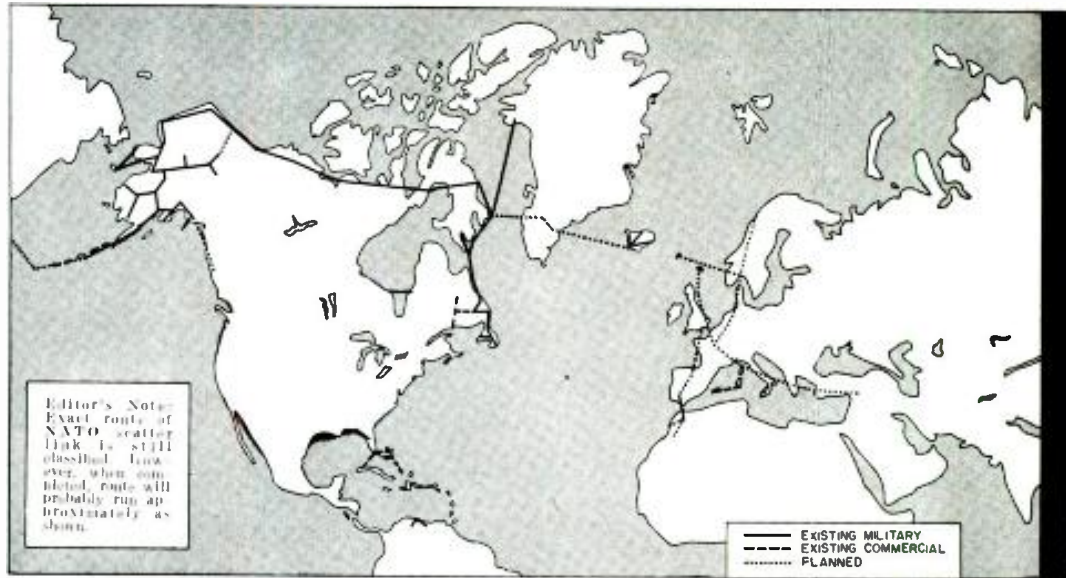 Editor's Note:
Exact route of
NATO scatter
link is still
classified how-
ever, when com-
pleted, route will
probably run ap
proximately as
shown.
EXISTING MILITARY
EXISTING COMMERCIAL
PLANNED